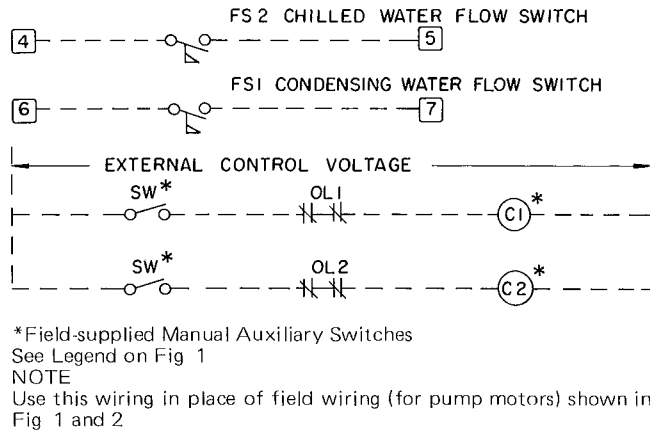 FS2 CHILLED WATER FLOW SWITCH
4 5
FS1 CONDENSING WATER FLOW SWITCH
6 7
EXTERNAL CONTROL VOLTAGE
SW* OL1 C1*
SW* OL2 C2*
*Field-supplied Manual Auxiliary Switches
See Legend on Fig 1
NOTE
Use this wiring in place of field wiring (for pump motors) shown in
Fig 1 and 2